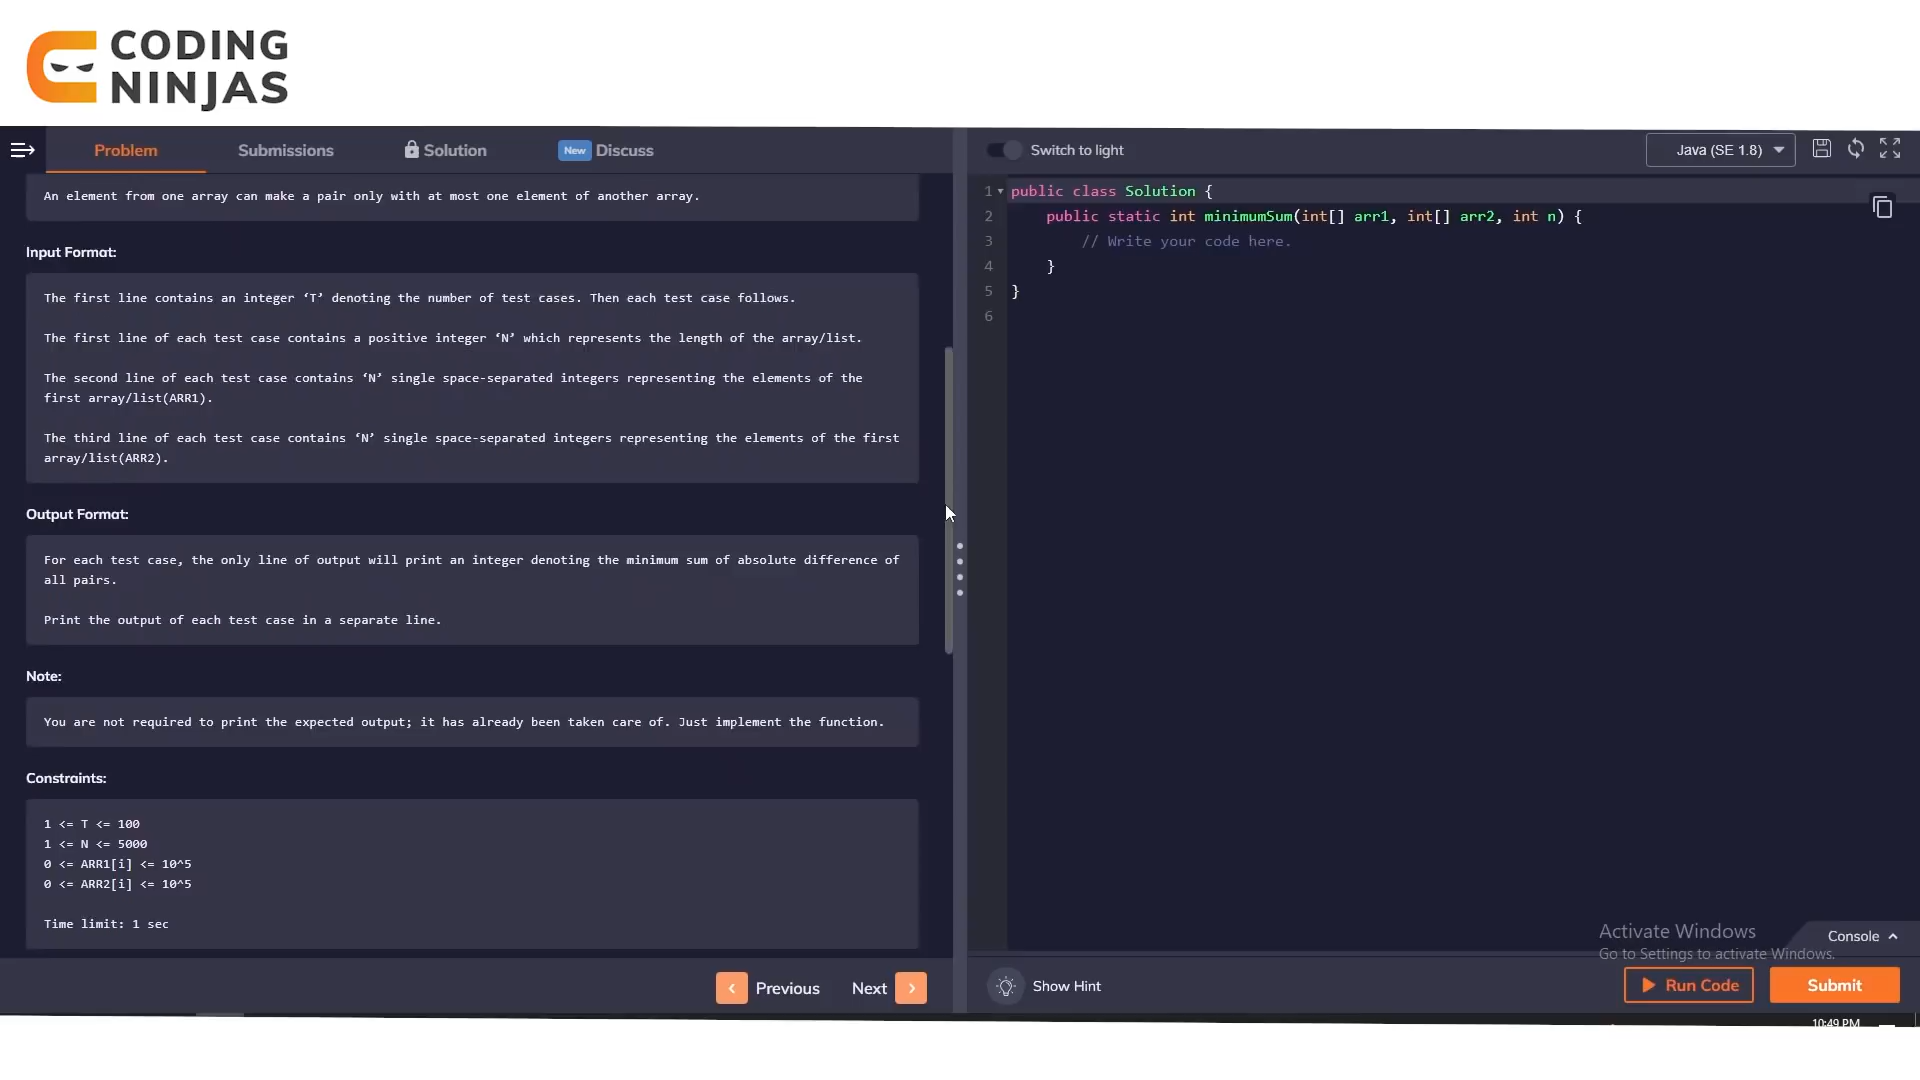 CODING
NINJAS
Problem
Submissions
Solution
New Discuss
An element from one array can make a pair only with at most one element of another array.
Input Format:
The first line contains an integer ‘T’ denoting the number of test cases. Then each test case follows.
The first line of each test case contains a positive integer ‘N’ which represents the length of the array/list.
The second line of each test case contains ‘N’ single space-separated integers representing the elements of the
first array/list(ARR1).
The third line of each test case contains ‘N’ single space-separated integers representing the elements of the first
array/list(ARR2).
Output Format:
For each test case, the only line of output will print an integer denoting the minimum sum of absolute difference of
all pairs.
Print the output of each test case in a separate line.
Note:
You are not required to print the expected output; it has already been taken care of. Just implement the function.
Constraints:
1 <= T <= 100
1 <= N <= 5000
0 <= ARR1[i] <= 10^5
0 <= ARR2[i] <= 10^5
Time limit: 1 sec
Previous
Next
Switch to light
Java (SE 1.8)
1 public class Solution {
2 public static int minimumSum(int[] arr1, int[] arr2, int n) {
3 // Write your code here.
4 }
5 }
6
Activate Windows
Go to Settings to activate Windows.
Console
Show Hint
Run Code
Submit
10:49 PM